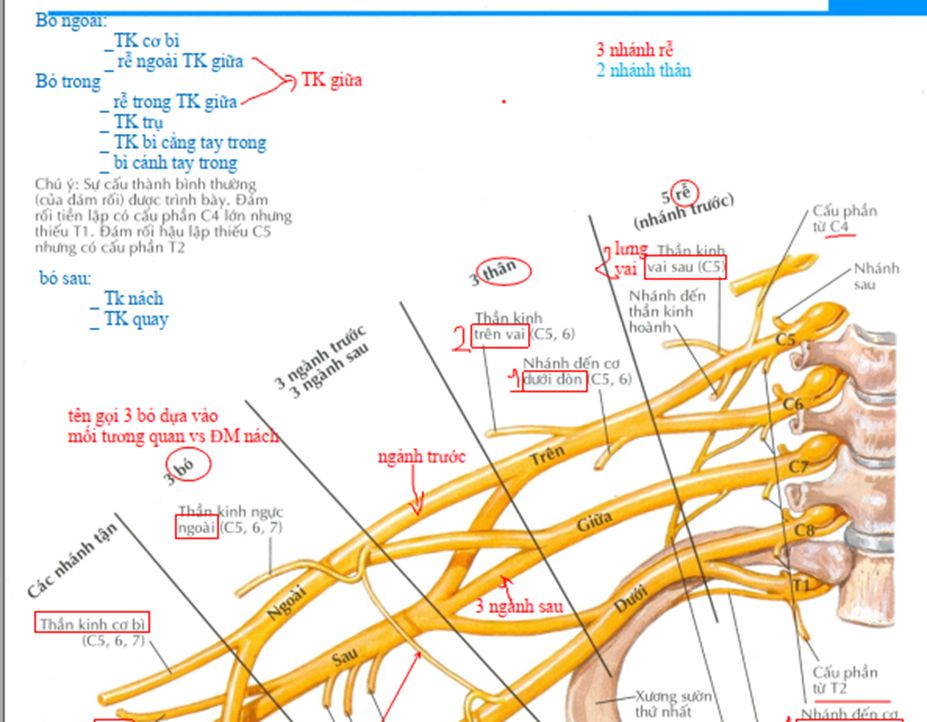 Bó ngoài:
_TK cơ bì
_ rễ ngoài TK giữa
Bó trong
_ rễ trong TK giữa
TK giữa
_ TK trụ
_ TK bì cẳng tay trong
_ bì cánh tay trong
3 nhánh rễ
2 nhánh thân
Chú ý: Sự cấu thành bình thường
(của đám rối) được trình bày. Đám
rối tiền lập có cấu phần C4 lớn nhưng
thiếu T1. Đám rối hậu lập thiếu C5
nhưng có cấu phần T2
bó sau:
_ Tk nách
_ TK quay
5 rễ
(nhánh trước)
Cấu phần
từ C4
lưng
vai
Thần kinh
vai sau (C5)
Nhánh
sau
3 thân
Nhánh đến
thần kinh
hoành
Thần kinh
trên vai (C5, 6)
Nhánh đến cơ
dưới đòn (C5, 6)
3 ngành trước
3 ngành sau
C5
C6
C7
C8
T1
tên gọi 3 bó dựa vào
mối tương quan vs ĐM nách
3 bó
ngành trước
Trên
Giữa
Dưới
Thần kinh ngực
ngoài (C5, 6, 7)
Các nhánh tận
3 ngành sau
Ngoài
Sau
Thần kinh cơ bì
(C5, 6, 7)
Xương sườn
thứ nhất
Cấu phần
từ T2
Nhánh đến cơ